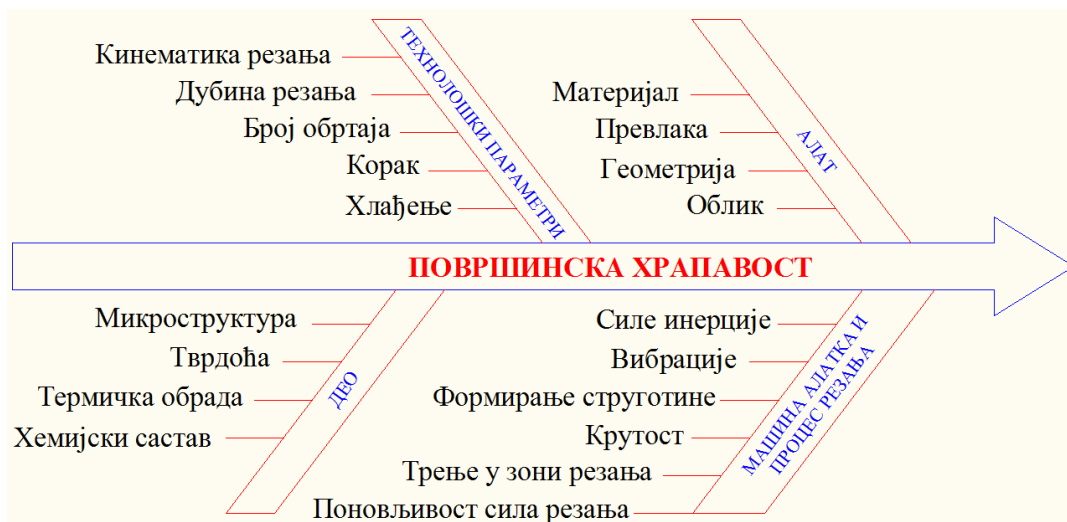 Кинематика резања
Дубина резања
Број обртаја
Корак
Хлађење
ТЕХНОЛОШКИ ПАРАМЕТРИ
Материјал
Превлака
Геометрија
Облик
АЛАТ
ПОВРШИНСКА ХРАПАВОСТ
Микроструктура
Тврдоћа
Термичка обрада
Хемијски састав
ДЕО
Силе инерције
Вибрације
Формирање струготине
Крутост
Трење у зони резања
Поновљивост сила резања
МАШИНА АЛАТКА И
ПРОЦЕС РЕЗАЊА